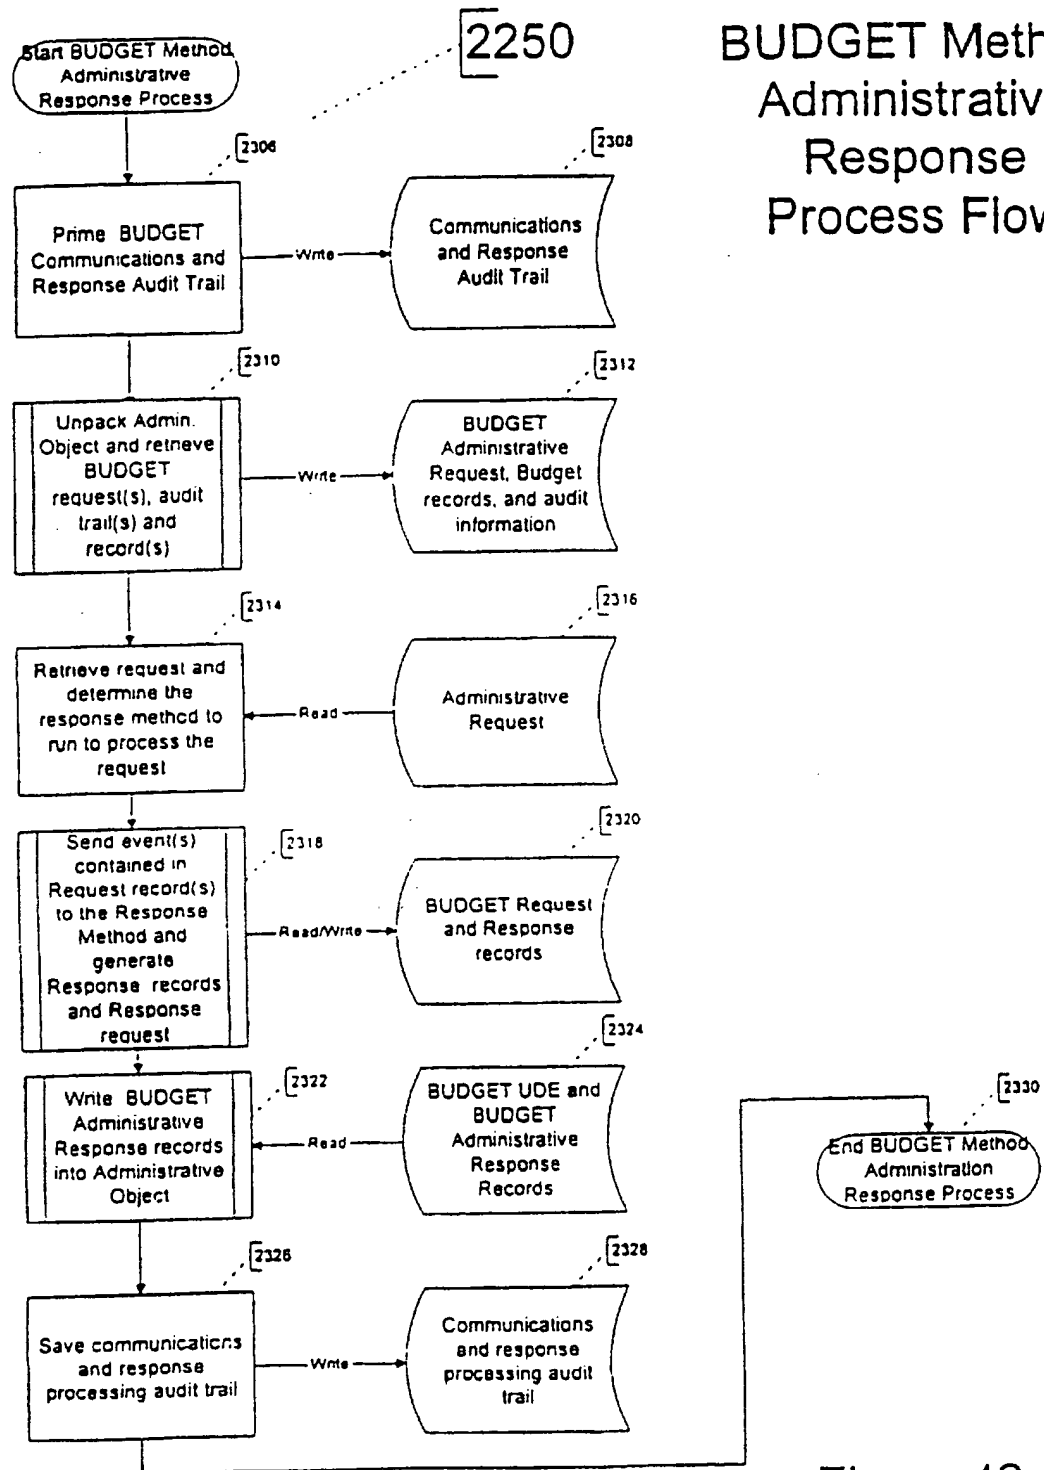 2250
BUDGET Meth
Administrativ
Response
Process Flow
Start BUDGET Method
Administrative
Response Process
2306
Prime BUDGET
Communications and
Response Audit Trail
Write
2308
Communications
and Response
Audit Trail
2310
Unpack Admin.
Object and retrieve
BUDGET
request(s), audit
trail(s) and
record(s)
Write
2312
BUDGET
Administrative
Request, Budget
records, and audit
information
2314
Retrieve request and
determine the
response method to
run to process the
request
Read
2316
Administrative
Request
2318
Send event(s)
contained in
Request record(s)
to the Response
Method and
generate
Response records
and Response
request
Read/Write
2320
BUDGET Request
and Response
records
2322
Write BUDGET
Administrative
Response records
into Administrative
Object
Read
2324
BUDGET UDE and
BUDGET
Administrative
Response
Records
2326
Save communications
and response
processing audit trail
Write
2328
Communications
and response
processing audit
trail
2330
End BUDGET Method
Administration
Response Process